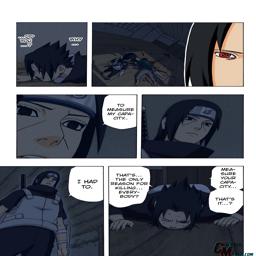 WHY
...
YOU
TO
MEASURE
MY CAPA-
CITY.
MEA-
SURE
YOUR
CAPA-
CITY...
THAT'S
IT...?
THAT'S...
THE ONLY
REASON FOR
KILLING...
EVERY-
BODY?
I HAD
TO.